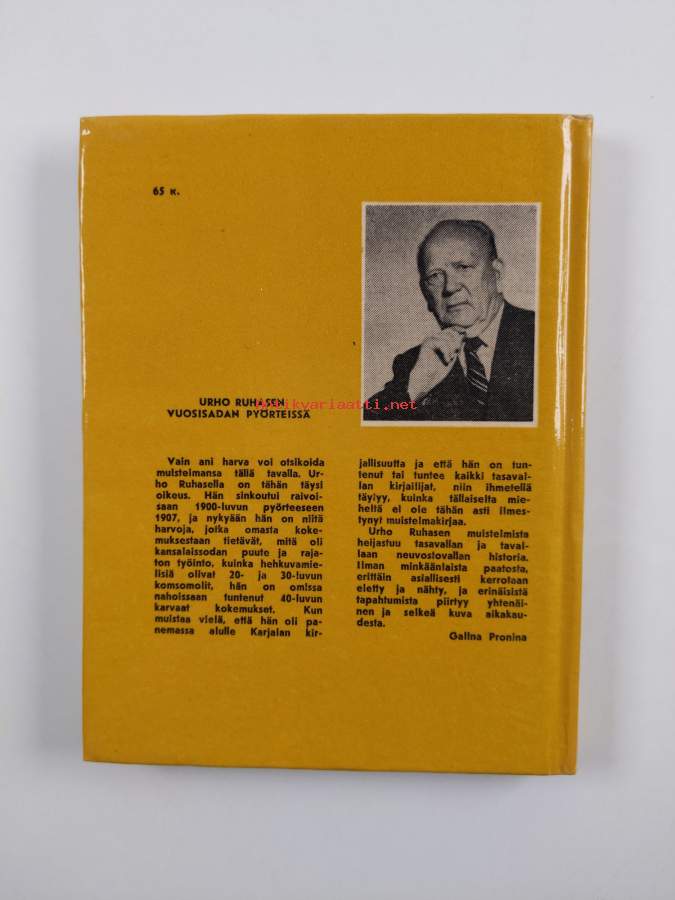 65 к.
URHO RUHASEN
VUOSISADAN PYÖRTEISSÄ
Antikvariaatti.net
Vain ani harva voi otsikoida
muistelmansa tällä tavalla. Ur-
ho Ruhasella on tähän täysi
oikeus. Hän sinkoutui raivoi-
saan 1900-luvun pyörteeseen
1907, ja nykyään hän on niitä
harvoja, jotka omasta koke-
muksestaan tietävät, mitä oli
kansalaissodan puute ja raja-
ton työinto, kuinka hehkuvamie-
lisiä olivat 20- ja 30-luvun
komsomolit, hän on omissa
nahoissaan tuntenut 40-luvun
karvaat kokemukset. Kun
muistaa vielä, että hän oli pa-
nemassa alulle Karjalan kir-
jallisuutta ja että hän on tun-
tenut tai tuntee kaikki tasaval-
lan kirjailijat, niin ihmetellä
täytyy, kuinka tällaiselta mie-
heltä ei ole tähän asti ilmes-
tynyt muistelmakirjaa.
Urho Ruhasen muistelmista
heijastuu tasavallan ja taval-
laan neuvostovallan historia.
Ilman minkäänlaista paatosta,
erittäin asiallisesti kerrotaan
eletty ja nähty, ja erinäisistä
tapahtumista piirtyy yhtenäi-
nen ja selkeä kuva aikakau-
desta.
Galina Pronina